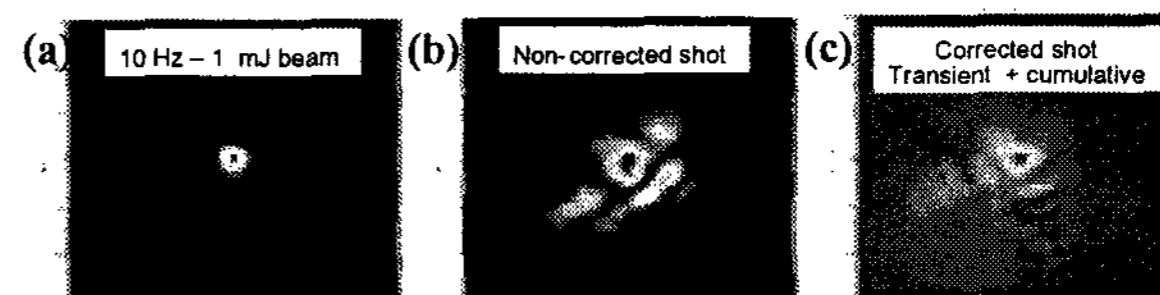 (a)
10 Hz – 1 mJ beam
(b)
Non-corrected shot
(c)
Corrected shot
Transient + cumulative